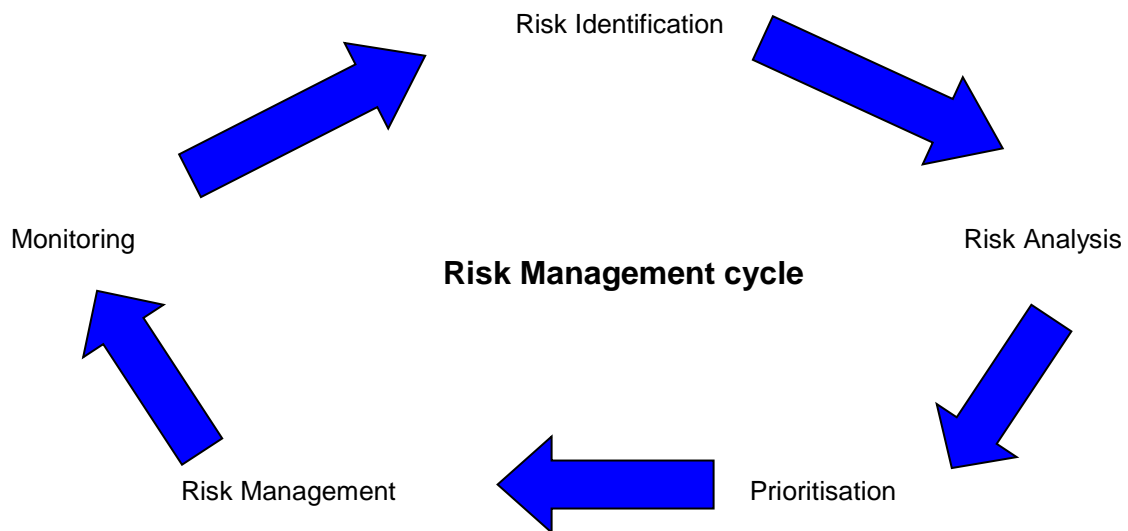 Risk Identification
Monitoring
Risk Analysis
Risk Management cycle
Risk Management
Prioritisation